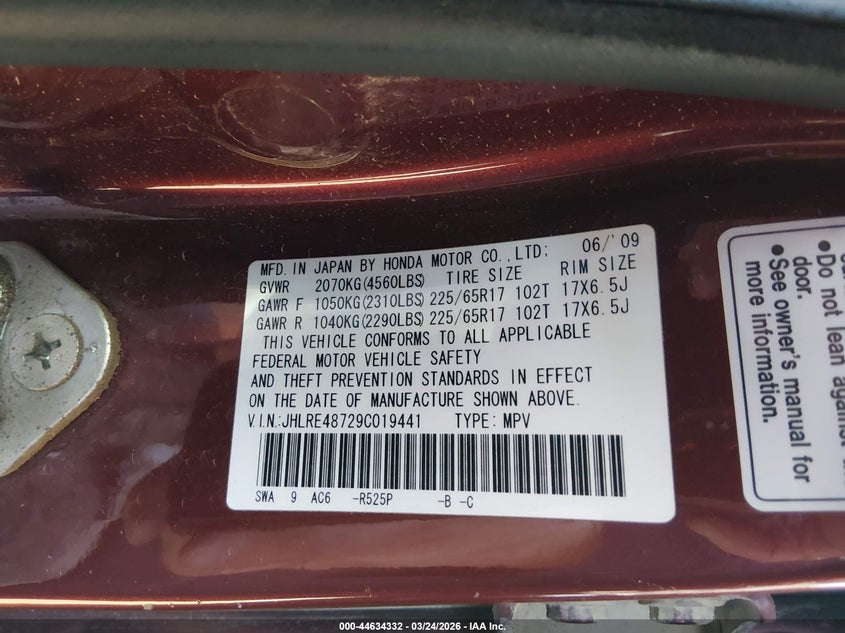 MFD. IN JAPAN BY HONDA MOTOR CO.,LTD; 06/'09
GVWR 2070KG(4560LBS) TIRE SIZE RIM SIZE
GAWR F 1050KG(2310LBS) 225/65R17 102T 17X6.5J
GAWR R 1040KG(2290LBS) 225/65R17 102T 17X6.5J
THIS VEHICLE CONFORMS TO ALL APPLICABLE
FEDERAL MOTOR VEHICLE SAFETY
AND THEFT PREVENTION STANDARDS IN EFFECT
ON THE DATE OF MANUFACTURE SHOWN ABOVE.
V.I.N.:JHLRE48729C019441 TYPE: MPV
SWA 9 AC6 -R525P -B -C
● Do not lean against
door.
● See owner's manual for
more information.
000-44634332 - 03/24/2026 - IAA Inc.